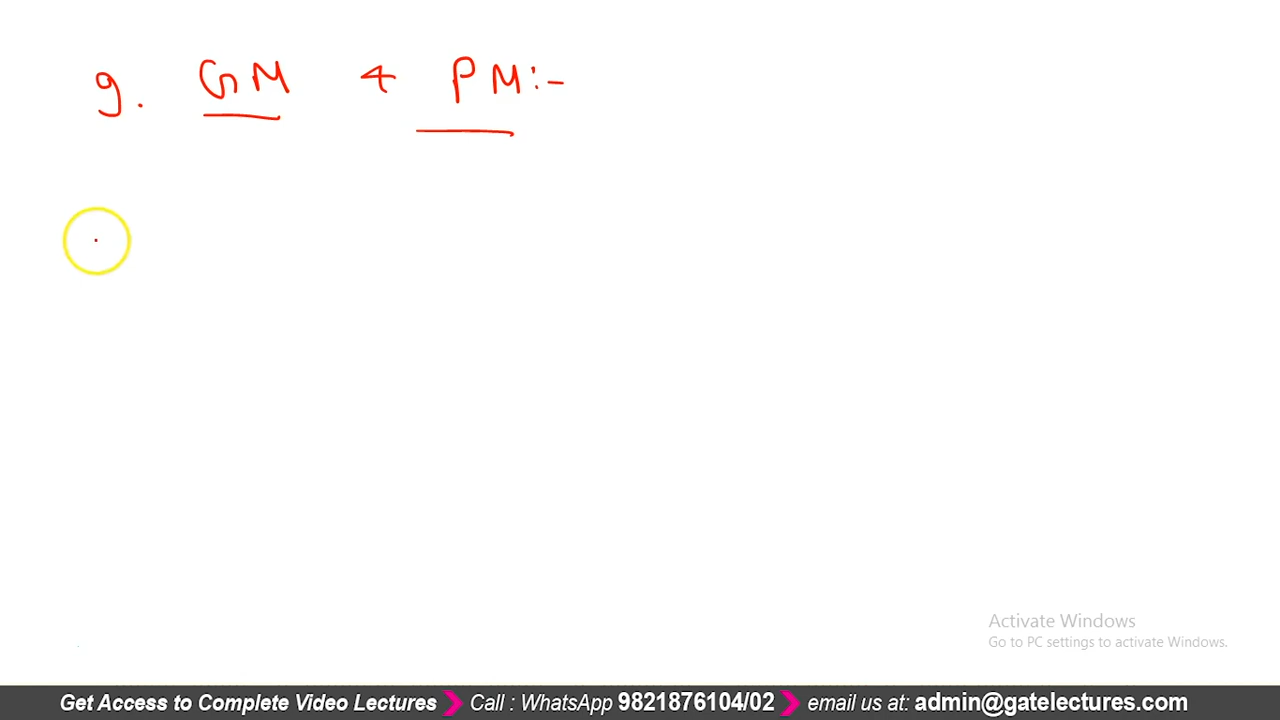 9. GM & PM:-
Activate Windows
Go to PC settings to activate Windows.
Get Access to Complete Video Lectures Call : WhatsApp 9821876104/02 email us at: admin@gatelectures.com